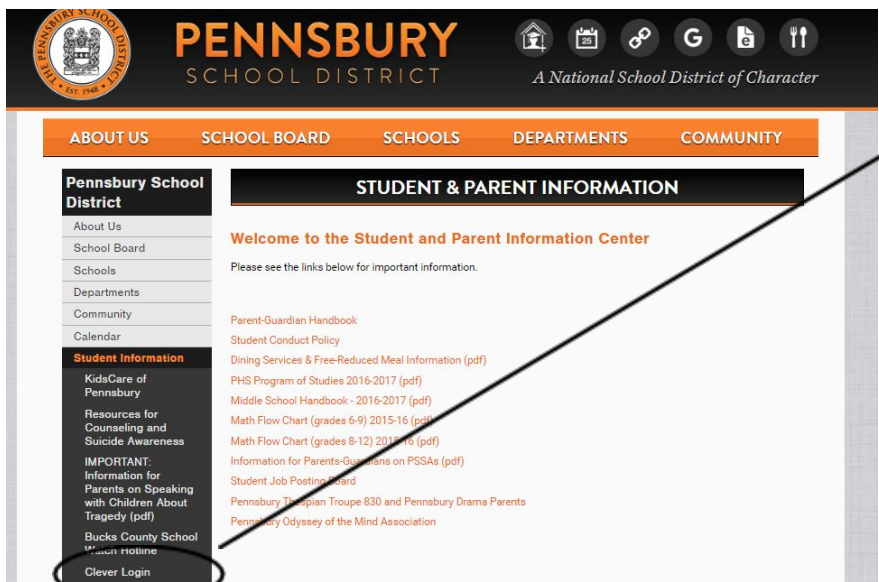 THE PENNSBURY SCHOOL DISTRICT
EST. 1948
PENNSBURY
SCHOOL DISTRICT
25
G
e
A National School District of Character
ABOUT US
SCHOOL BOARD
SCHOOLS
DEPARTMENTS
COMMUNITY
Pennsbury School
District
About Us
School Board
Schools
Departments
Community
Calendar
Student Information
KidsCare of
Pennsbury
Resources for
Counseling and
Suicide Awareness
IMPORTANT:
Information for
Parents on Speaking
with Children About
Tragedy (pdf)
Bucks County School
Watch Hotline
Clever Login
STUDENT & PARENT INFORMATION
Welcome to the Student and Parent Information Center
Please see the links below for important information.
Parent-Guardian Handbook
Student Conduct Policy
Dining Services & Free-Reduced Meal Information (pdf)
PHS Program of Studies 2016-2017 (pdf)
Middle School Handbook - 2016-2017 (pdf)
Math Flow Chart (grades 6-9) 2015-16 (pdf)
Math Flow Chart (grades 8-12) 2015-16 (pdf)
Information for Parents-Guardians on PSSAs (pdf)
Student Job Posting Board
Pennsbury Thespian Troupe 830 and Pennsbury Drama Parents
Pennsbury Odyssey of the Mind Association